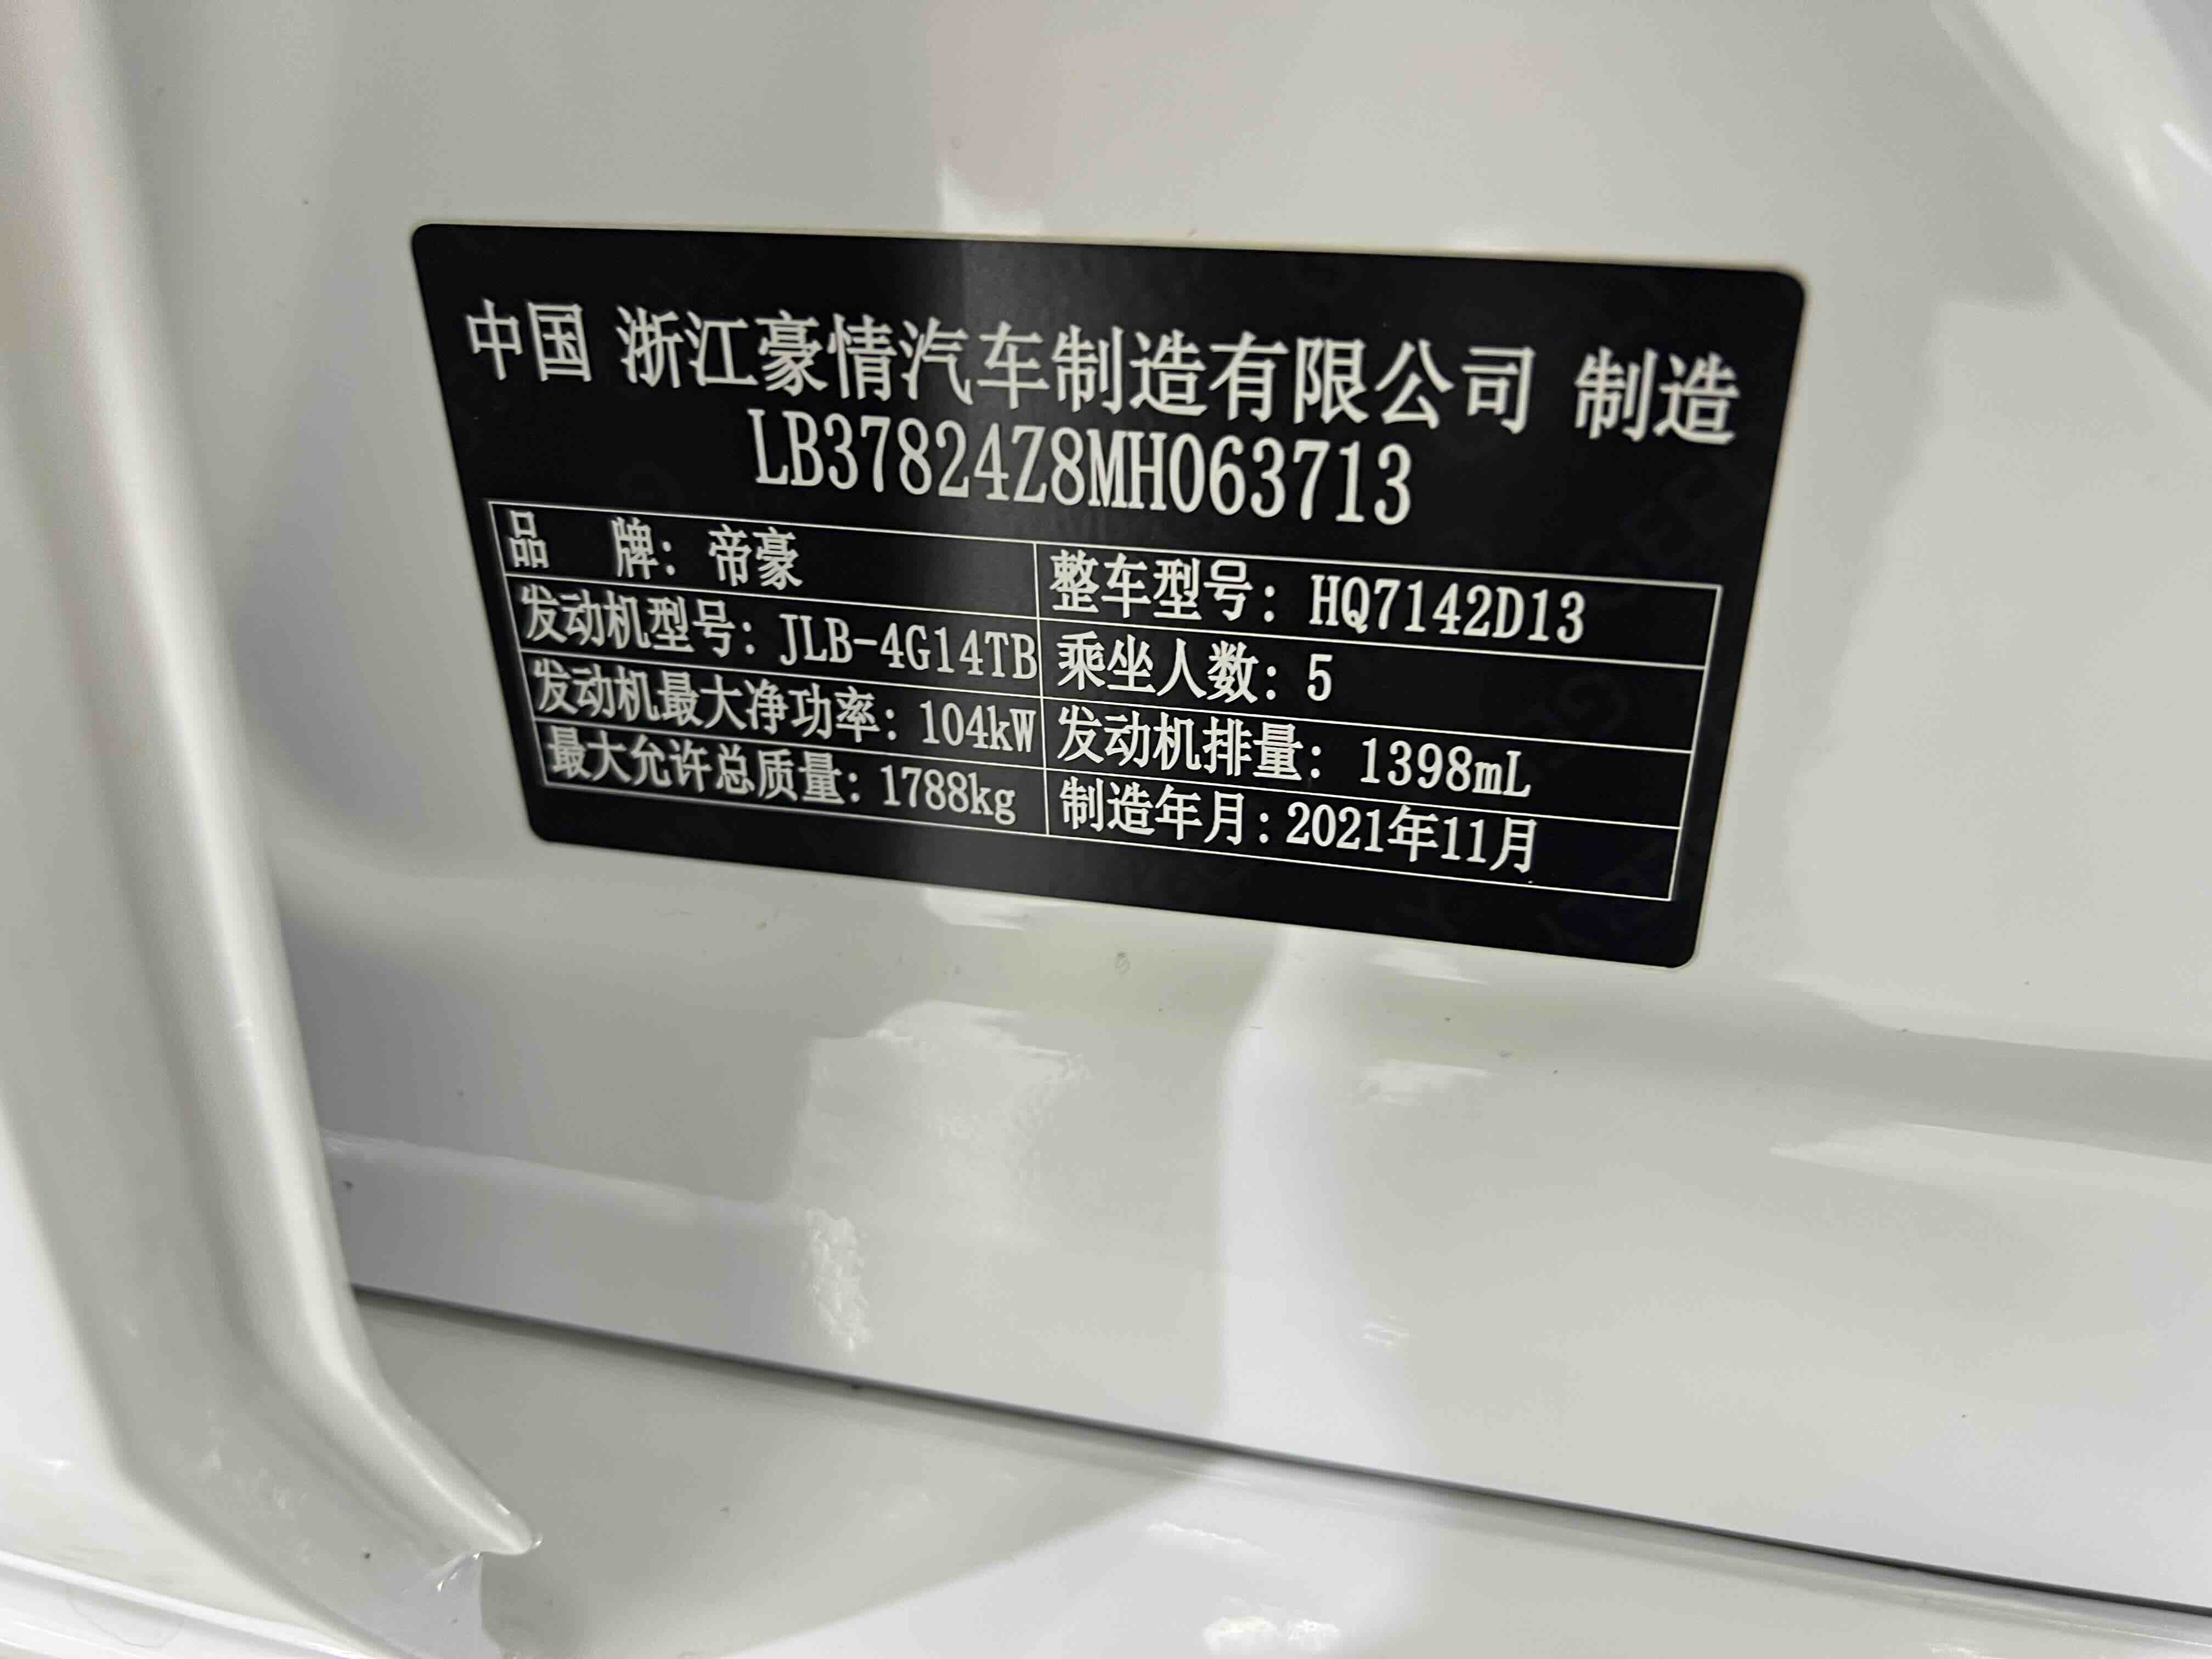 中国 浙江豪情汽车制造有限公司 制造
LB37824Z8MH063713
品 牌：帝豪 整车型号：HQ7142D13
发动机型号：JLB-4G14TB 乘坐人数：5
发动机最大净功率：104kW 发动机排量：1398mL
最大允许总质量：1788kg 制造年月：2021年11月